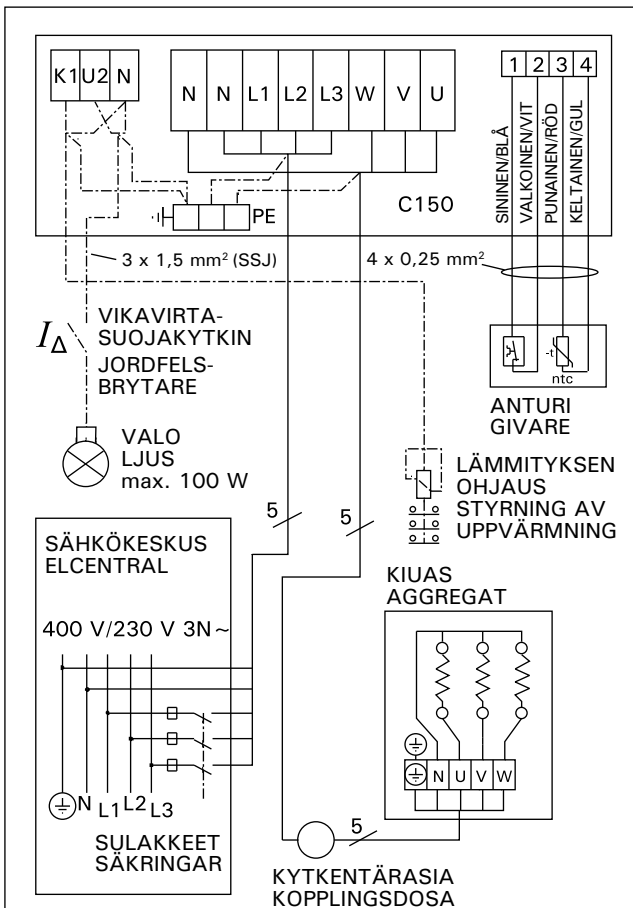 K1 U2 N
N N L1 L2 L3 W V U
1 2 3 4
SININEN/BLÅ
VALKOINEN/VIT
PUNAINEN/RÖD
KELTAINEN/GUL
PE
C150
3 x 1,5 mm² (SSJ)
4 x 0,25 mm²
IΔ
VIKAVIRTA-
SUOJAKYTKIN
JORDFELS-
BRYTARE
-t
ntc
ANTURI
GIVARE
VALO
LJUS
max. 100 W
LÄMMITYKSEN
OHJAUS
STYRNING AV
UPPVÄRMNING
5
5
SÄHKÖKESKUS
ELCENTRAL
400 V/230 V 3N~
N L1 L2 L3
SULAKKEET
SÄKRINGAR
KIUAS
AGGREGAT
N U V W
5
KYTKENTÄRASIA
KOPPLINGSDOSA